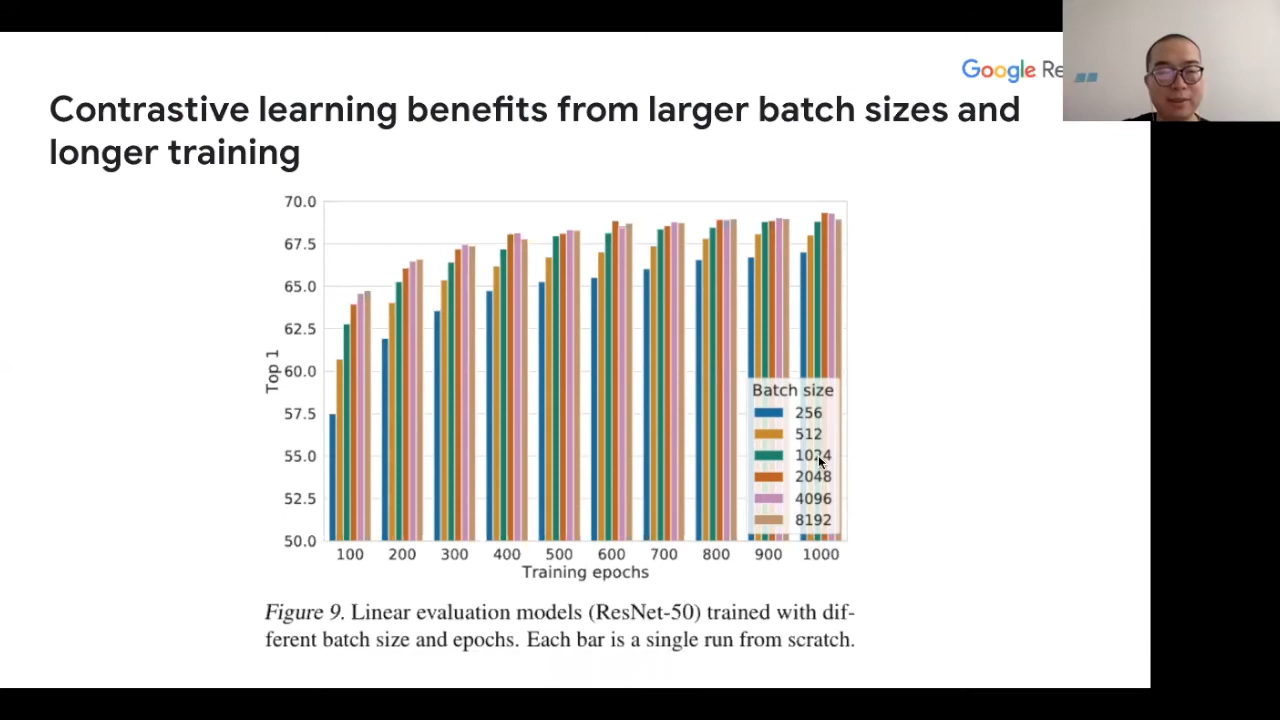 Google Re
Contrastive learning benefits from larger batch sizes and
longer training
70.0
67.5
65.0
62.5
60.0
57.5
55.0
52.5
50.0
Top 1
100 200 300 400 500 600 700 800 900 1000
Training epochs
Batch size
256
512
1024
2048
4096
8192
Figure 9. Linear evaluation models (ResNet-50) trained with dif-
ferent batch size and epochs. Each bar is a single run from scratch.